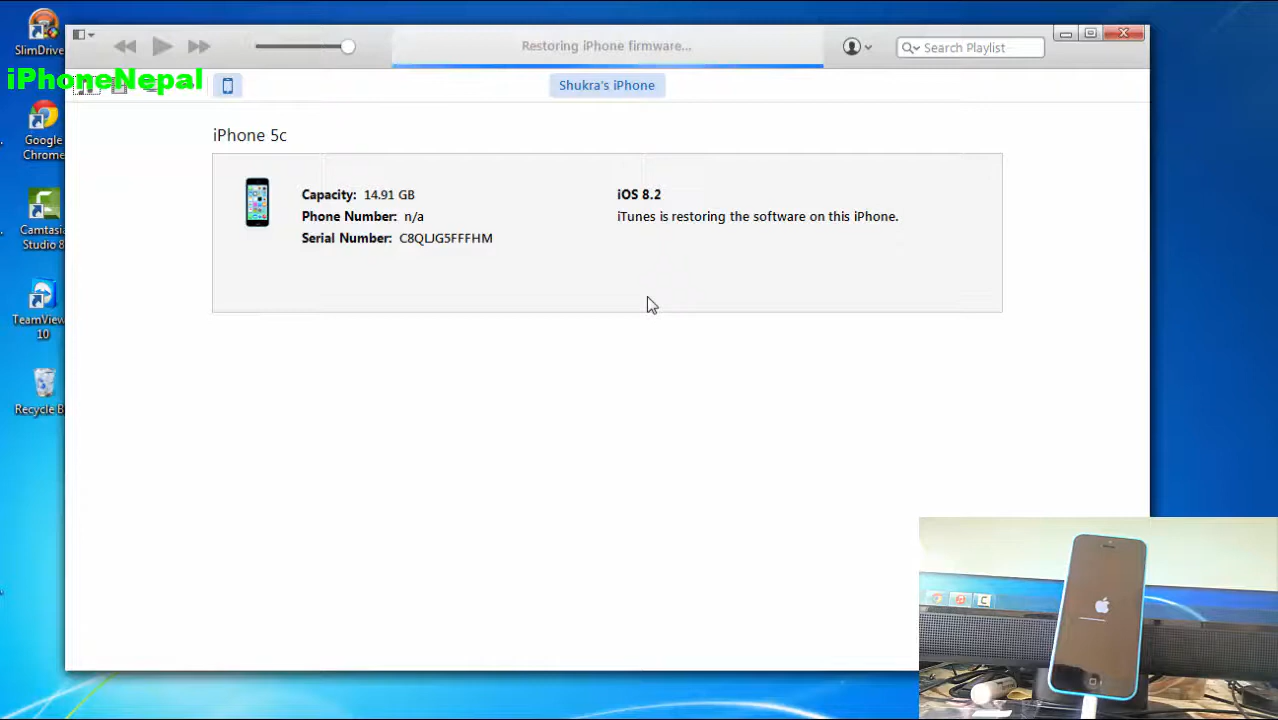 SlimDrive
Restoring iPhone firmware...
Search Playlist
iPhoneNepal
Shukra's iPhone
Google
Chrome
iPhone 5c
Capacity: 14.91 GB
iOS 8.2
Phone Number: n/a
iTunes is restoring the software on this iPhone.
Serial Number: C8QLJG5FFFHM
Camtasia
Studio 8
TeamView
10
Recycle B